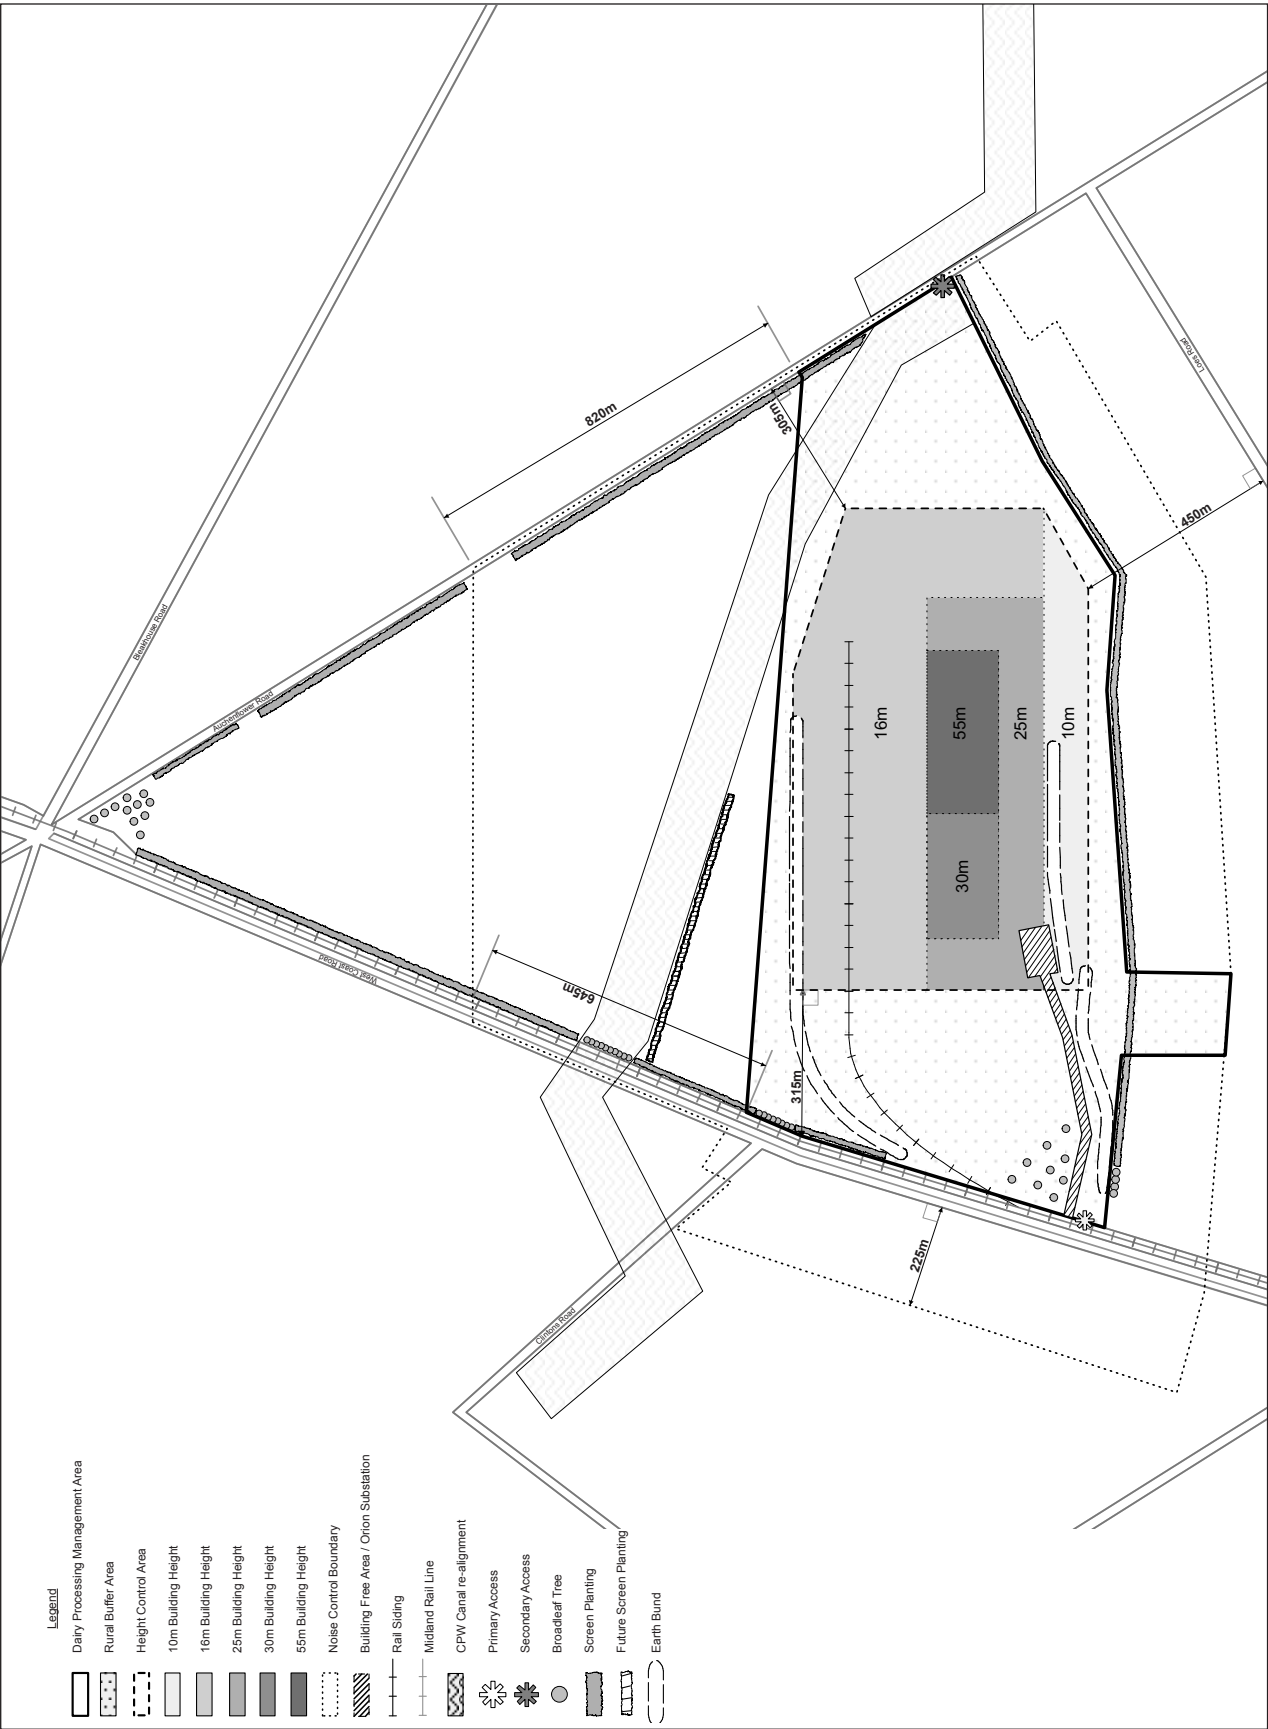 Legend
Dairy Processing Management Area
Rural Buffer Area
Height Control Area
10m Building Height
16m Building Height
25m Building Height
30m Building Height
55m Building Height
Noise Control Boundary
Building Free Area / Orion Substation
Rail Siding
Midland Rail Line
CPW Canal re-alignment
Primary Access
Secondary Access
Broadleaf Tree
Screen Planting
Future Screen Planting
Earth Bund
Bleakhouse Road
Auchenflower Road
West Coast Road
Clintons Road
Loes Road
820m
305m
645m
315m
225m
450m
16m
55m
25m
10m
30m